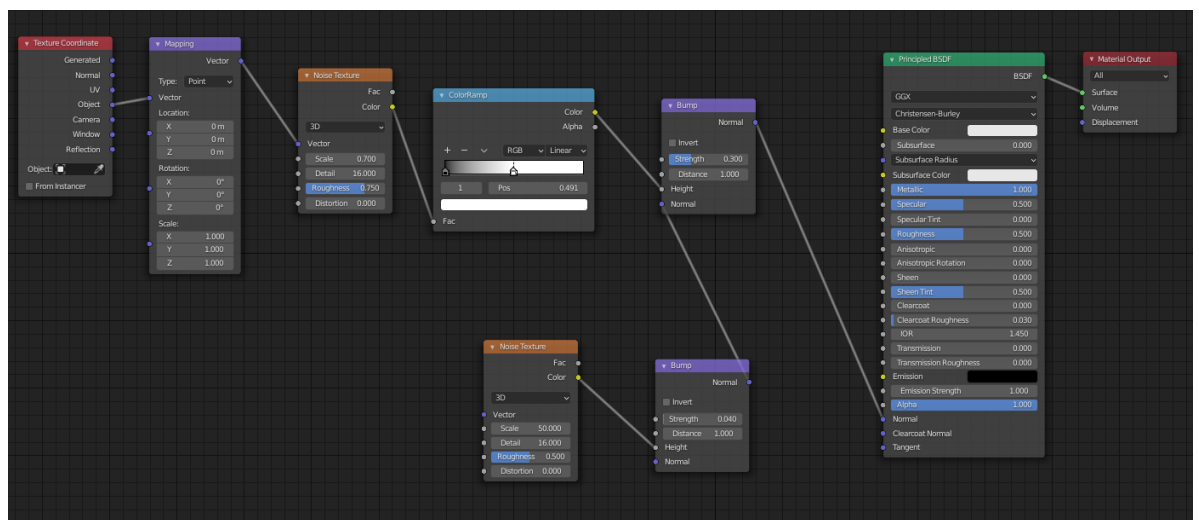 Texture Coordinate
Generated
Normal
UV
Object
Camera
Window
Reflection
Object:
From Instancer
Mapping
Vector
Type: Point
Vector
Location:
X 0 m
Y 0 m
Z 0 m
Rotation:
X 0°
Y 0°
Z 0°
Scale:
X 1.000
Y 1.000
Z 1.000
Noise Texture
Fac
Color
3D
Vector
Scale 0.700
Detail 16.000
Roughness 0.750
Distortion 0.000
ColorRamp
Color
Alpha
+ − RGB Linear
1 Pos 0.491
Fac
Bump
Normal
Invert
Strength 0.300
Distance 1.000
Height
Normal
Noise Texture
Fac
Color
3D
Vector
Scale 50.000
Detail 16.000
Roughness 0.500
Distortion 0.000
Bump
Normal
Invert
Strength 0.040
Distance 1.000
Height
Normal
Principled BSDF
BSDF
GGX
Christensen-Burley
Base Color
Subsurface 0.000
Subsurface Radius
Subsurface Color
Metallic 1.000
Specular 0.500
Specular Tint 0.000
Roughness 0.500
Anisotropic 0.000
Anisotropic Rotation 0.000
Sheen 0.000
Sheen Tint 0.500
Clearcoat 0.000
Clearcoat Roughness 0.030
IOR 1.450
Transmission 0.000
Transmission Roughness 0.000
Emission
Emission Strength 1.000
Alpha 1.000
Normal
Clearcoat Normal
Tangent
Material Output
All
Surface
Volume
Displacement